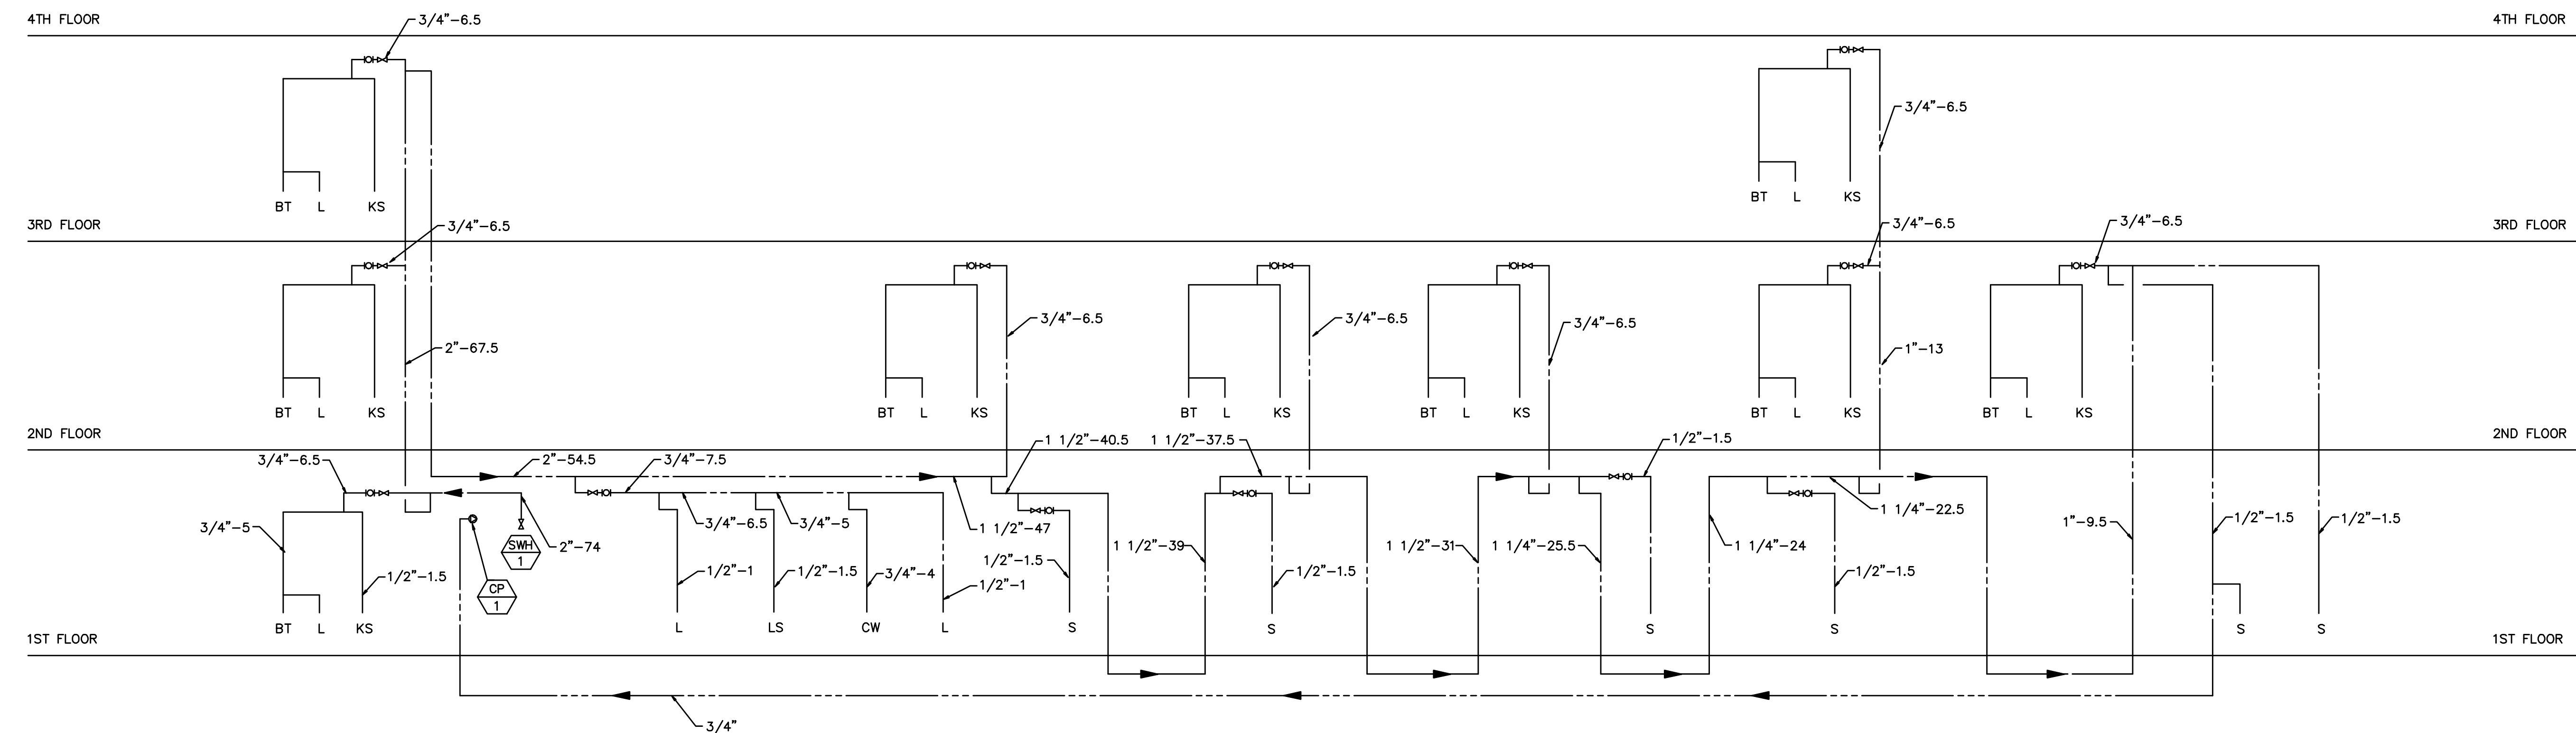 4TH FLOOR
3/4"-6.5
4TH FLOOR
3/4"-6.5
BT L KS
BT L KS
3RD FLOOR
3/4"-6.5
3/4"-6.5
3/4"-6.5
3RD FLOOR
3/4"-6.5
3/4"-6.5
3/4"-6.5
2"-67.5
1"-13
BT L KS
BT L KS
BT L KS
BT L KS
BT L KS
BT L KS
2ND FLOOR
1 1/2"-40.5
1 1/2"-37.5
1/2"-1.5
2ND FLOOR
3/4"-6.5
2"-54.5
3/4"-7.5
3/4"-5
3/4"-6.5
3/4"-5
1 1/2"-47
1 1/4"-22.5
1"-9.5
1/2"-1.5
1/2"-1.5
SWH
1
2"-74
1 1/2"-39
1 1/2"-31
1 1/4"-25.5
1 1/4"-24
1/2"-1.5
CP
1
1/2"-1
1/2"-1.5
3/4"-4
1/2"-1
1/2"-1.5
1/2"-1.5
1/2"-1.5
BT L KS
L
LS
CW
L
S
S
S
S
S
S
1ST FLOOR
1ST FLOOR
3/4"